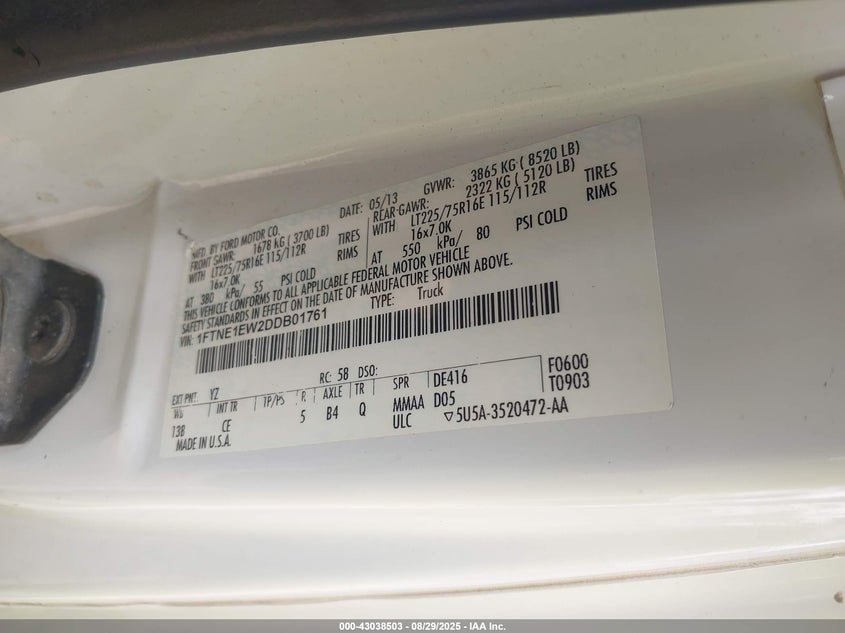 MFD. BY FORD MOTOR CO.
DATE: 05/13 GVWR: 3865 KG ( 8520 LB)
FRONT GAWR: 1678 KG ( 3700 LB)
REAR-GAWR: 2322 KG ( 5120 LB)
WITH LT225/75R16E 115/112R TIRES
WITH LT225/75R16E 115/112R TIRES
16x7.0K RIMS
16x7.0K RIMS
AT 380 kPa/ 55 PSI COLD
AT 550 kPa/ 80 PSI COLD
THIS VEHICLE CONFORMS TO ALL APPLICABLE FEDERAL MOTOR VEHICLE
SAFETY STANDARDS IN EFFECT ON THE DATE OF MANUFACTURE SHOWN ABOVE.
VIN: 1FTNE1EW2DDB01761
TYPE: Truck
EXT PNT: YZ RC: 58 DSO:
WB INT TR TP/PS R AXLE TR SPR DE416 F0600
138 CE 5 B4 Q MMAA D05 T0903
MADE IN U.S.A. ULC ▽5U5A-3520472-AA
000-43038503 | 08/29/2025 - IAA Inc.